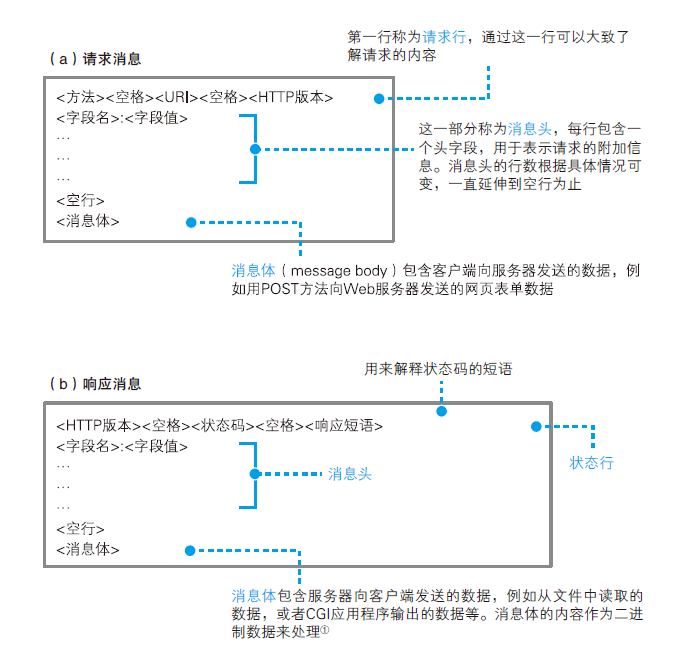 第一行称为请求行，通过这一行可以大致了
解请求的内容
（a）请求消息
<方法><空格><URI><空格><HTTP版本>
<字段名>:<字段值>
…
…
…
<空行>
<消息体>
这一部分称为消息头，每行包含一
个头字段，用于表示请求的附加信
息。消息头的行数根据具体情况可
变，一直延伸到空行为止
消息体（message body）包含客户端向服务器发送的数据，例
如用POST方法向Web服务器发送的网页表单数据
用来解释状态码的短语
（b）响应消息
<HTTP版本><空格><状态码><空格><响应短语>
<字段名>:<字段值>
…
…
…
<空行>
<消息体>
状态行
消息头
消息体包含服务器向客户端发送的数据，例如从文件中读取的
数据，或者CGI应用程序输出的数据等。消息体的内容作为二进
制数据来处理①